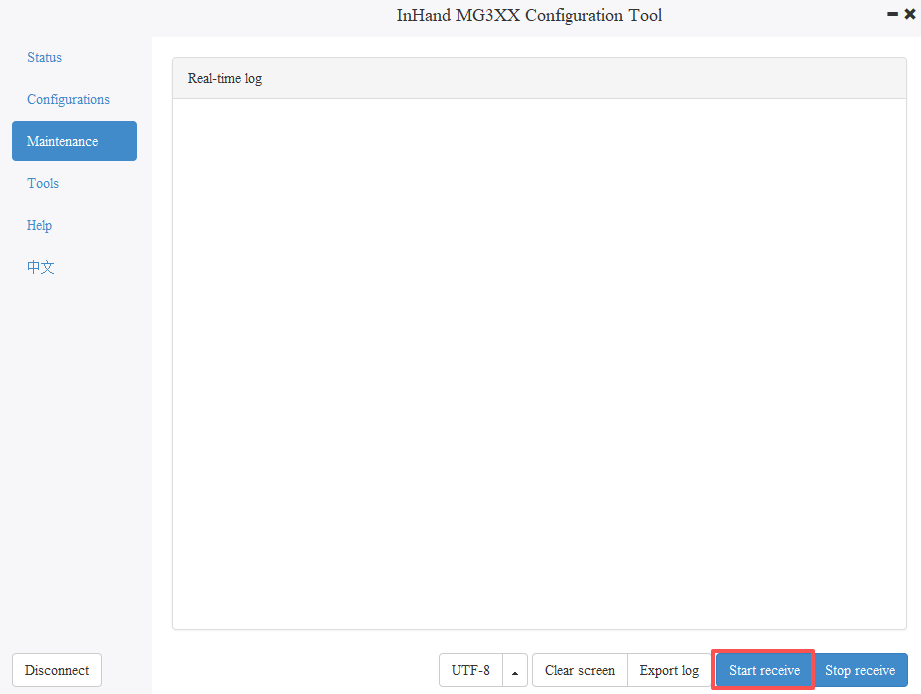 InHand MG3XX Configuration Tool
Status
Configurations
Maintenance
Tools
Help
中文
Real-time log
Disconnect
UTF-8
Clear screen
Export log
Start receive
Stop receive